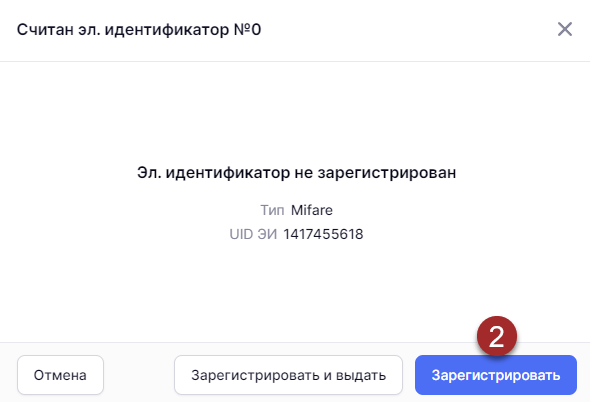 Считан эл. идентификатор №0
Эл. идентификатор не зарегистрирован
Тип Mifare
UID ЭИ 1417455618
2
Отмена Зарегистрировать и выдать Зарегистрировать